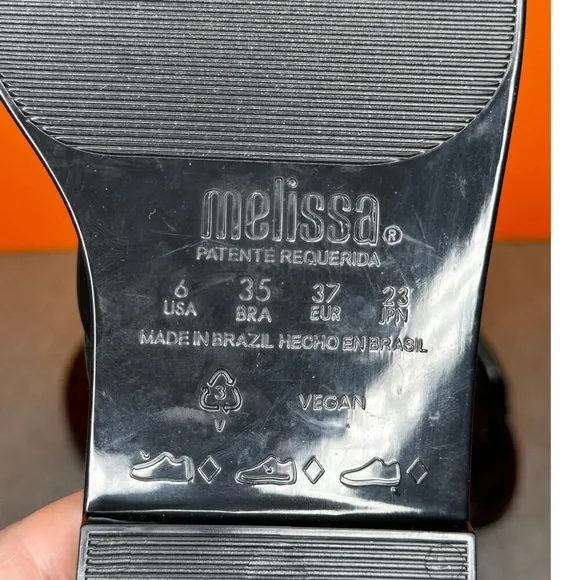 melissa®
PATENTE REQUERIDA
6 35 37 23
USA BRA EUR JPN
MADE IN BRAZIL HECHO EN BRASIL
3 VEGAN
V